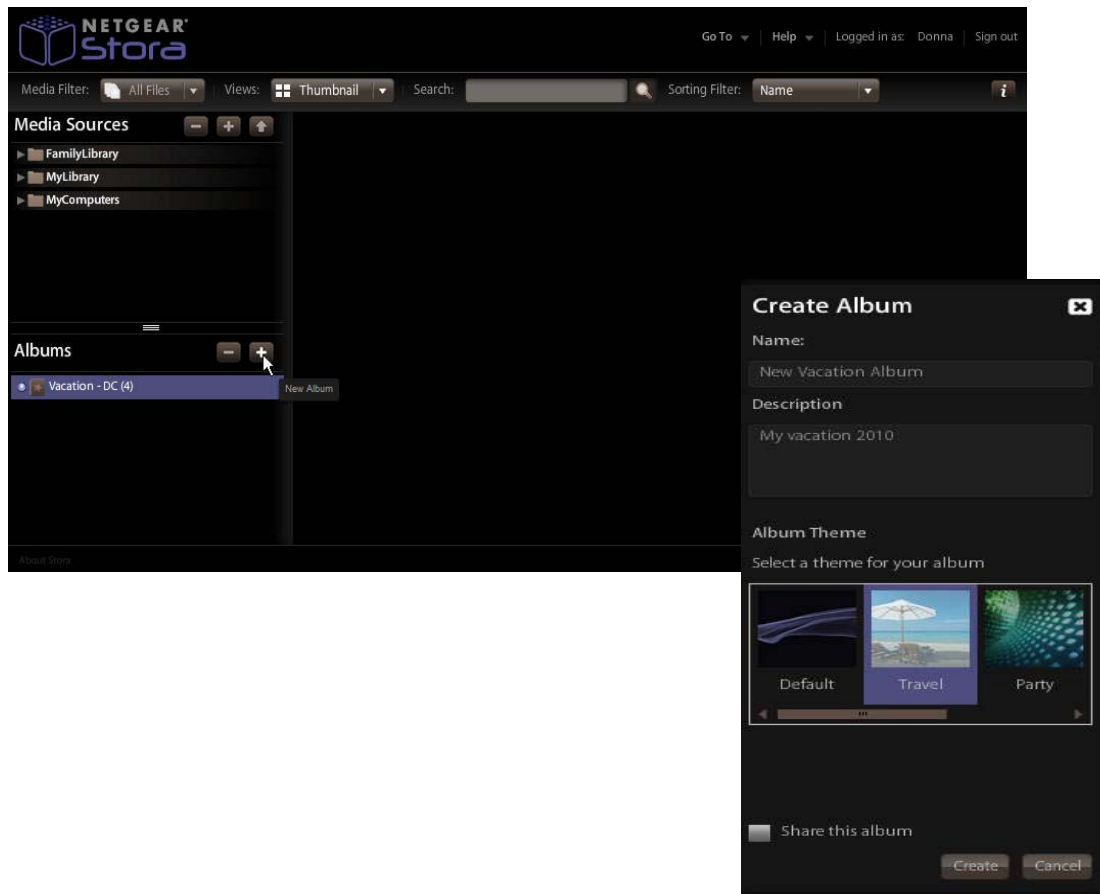 NETGEAR®
Stora
Go To Help Logged in as: Donna Sign out
Media Filter: All Files Views: Thumbnail Search: Sorting Filter: Name i
Media Sources
FamilyLibrary
MyLibrary
MyComputers
Albums
Vacation - DC (4)
New Album
About Stora
Create Album
Name:
New Vacation Album
Description
My vacation 2010
Album Theme
Select a theme for your album
Default Travel Party
Share this album
Create Cancel